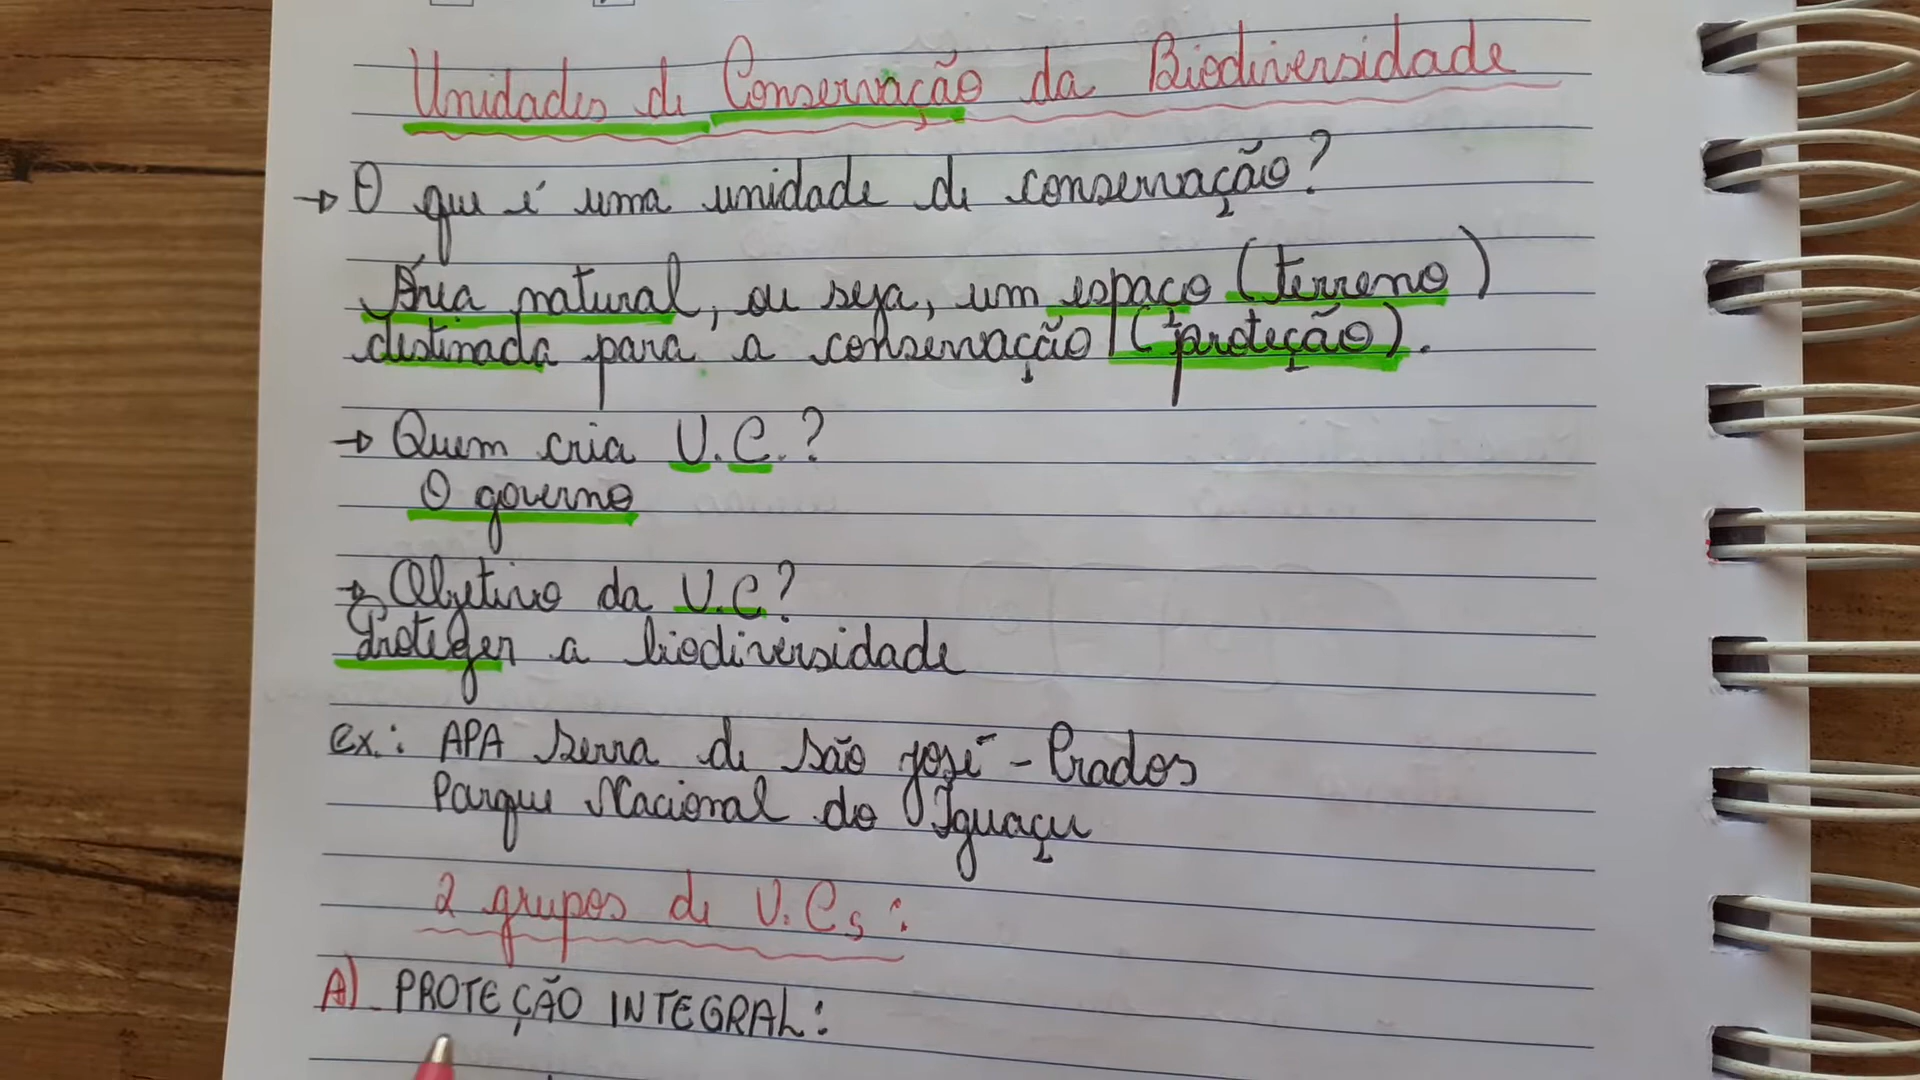 Unidades de Conservação da Biodiversidade
→ O que é uma unidade de conservação?
Área natural, ou seja, um espaço (terreno)
destinada para a conservação (proteção).
→ Quem cria U.C.?
O governo
→ Objetivo da U.C?
Proteger a biodiversidade
Ex.: APA Serra de São José - Prados
Parque Nacional do Iguaçu
2 grupos de U.Cs:
A) PROTEÇÃO INTEGRAL: